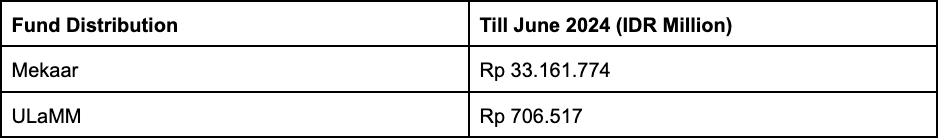 Fund Distribution Till June 2024 (IDR Million)
Mekaar Rp 33.161.774
ULaMM Rp 706.517